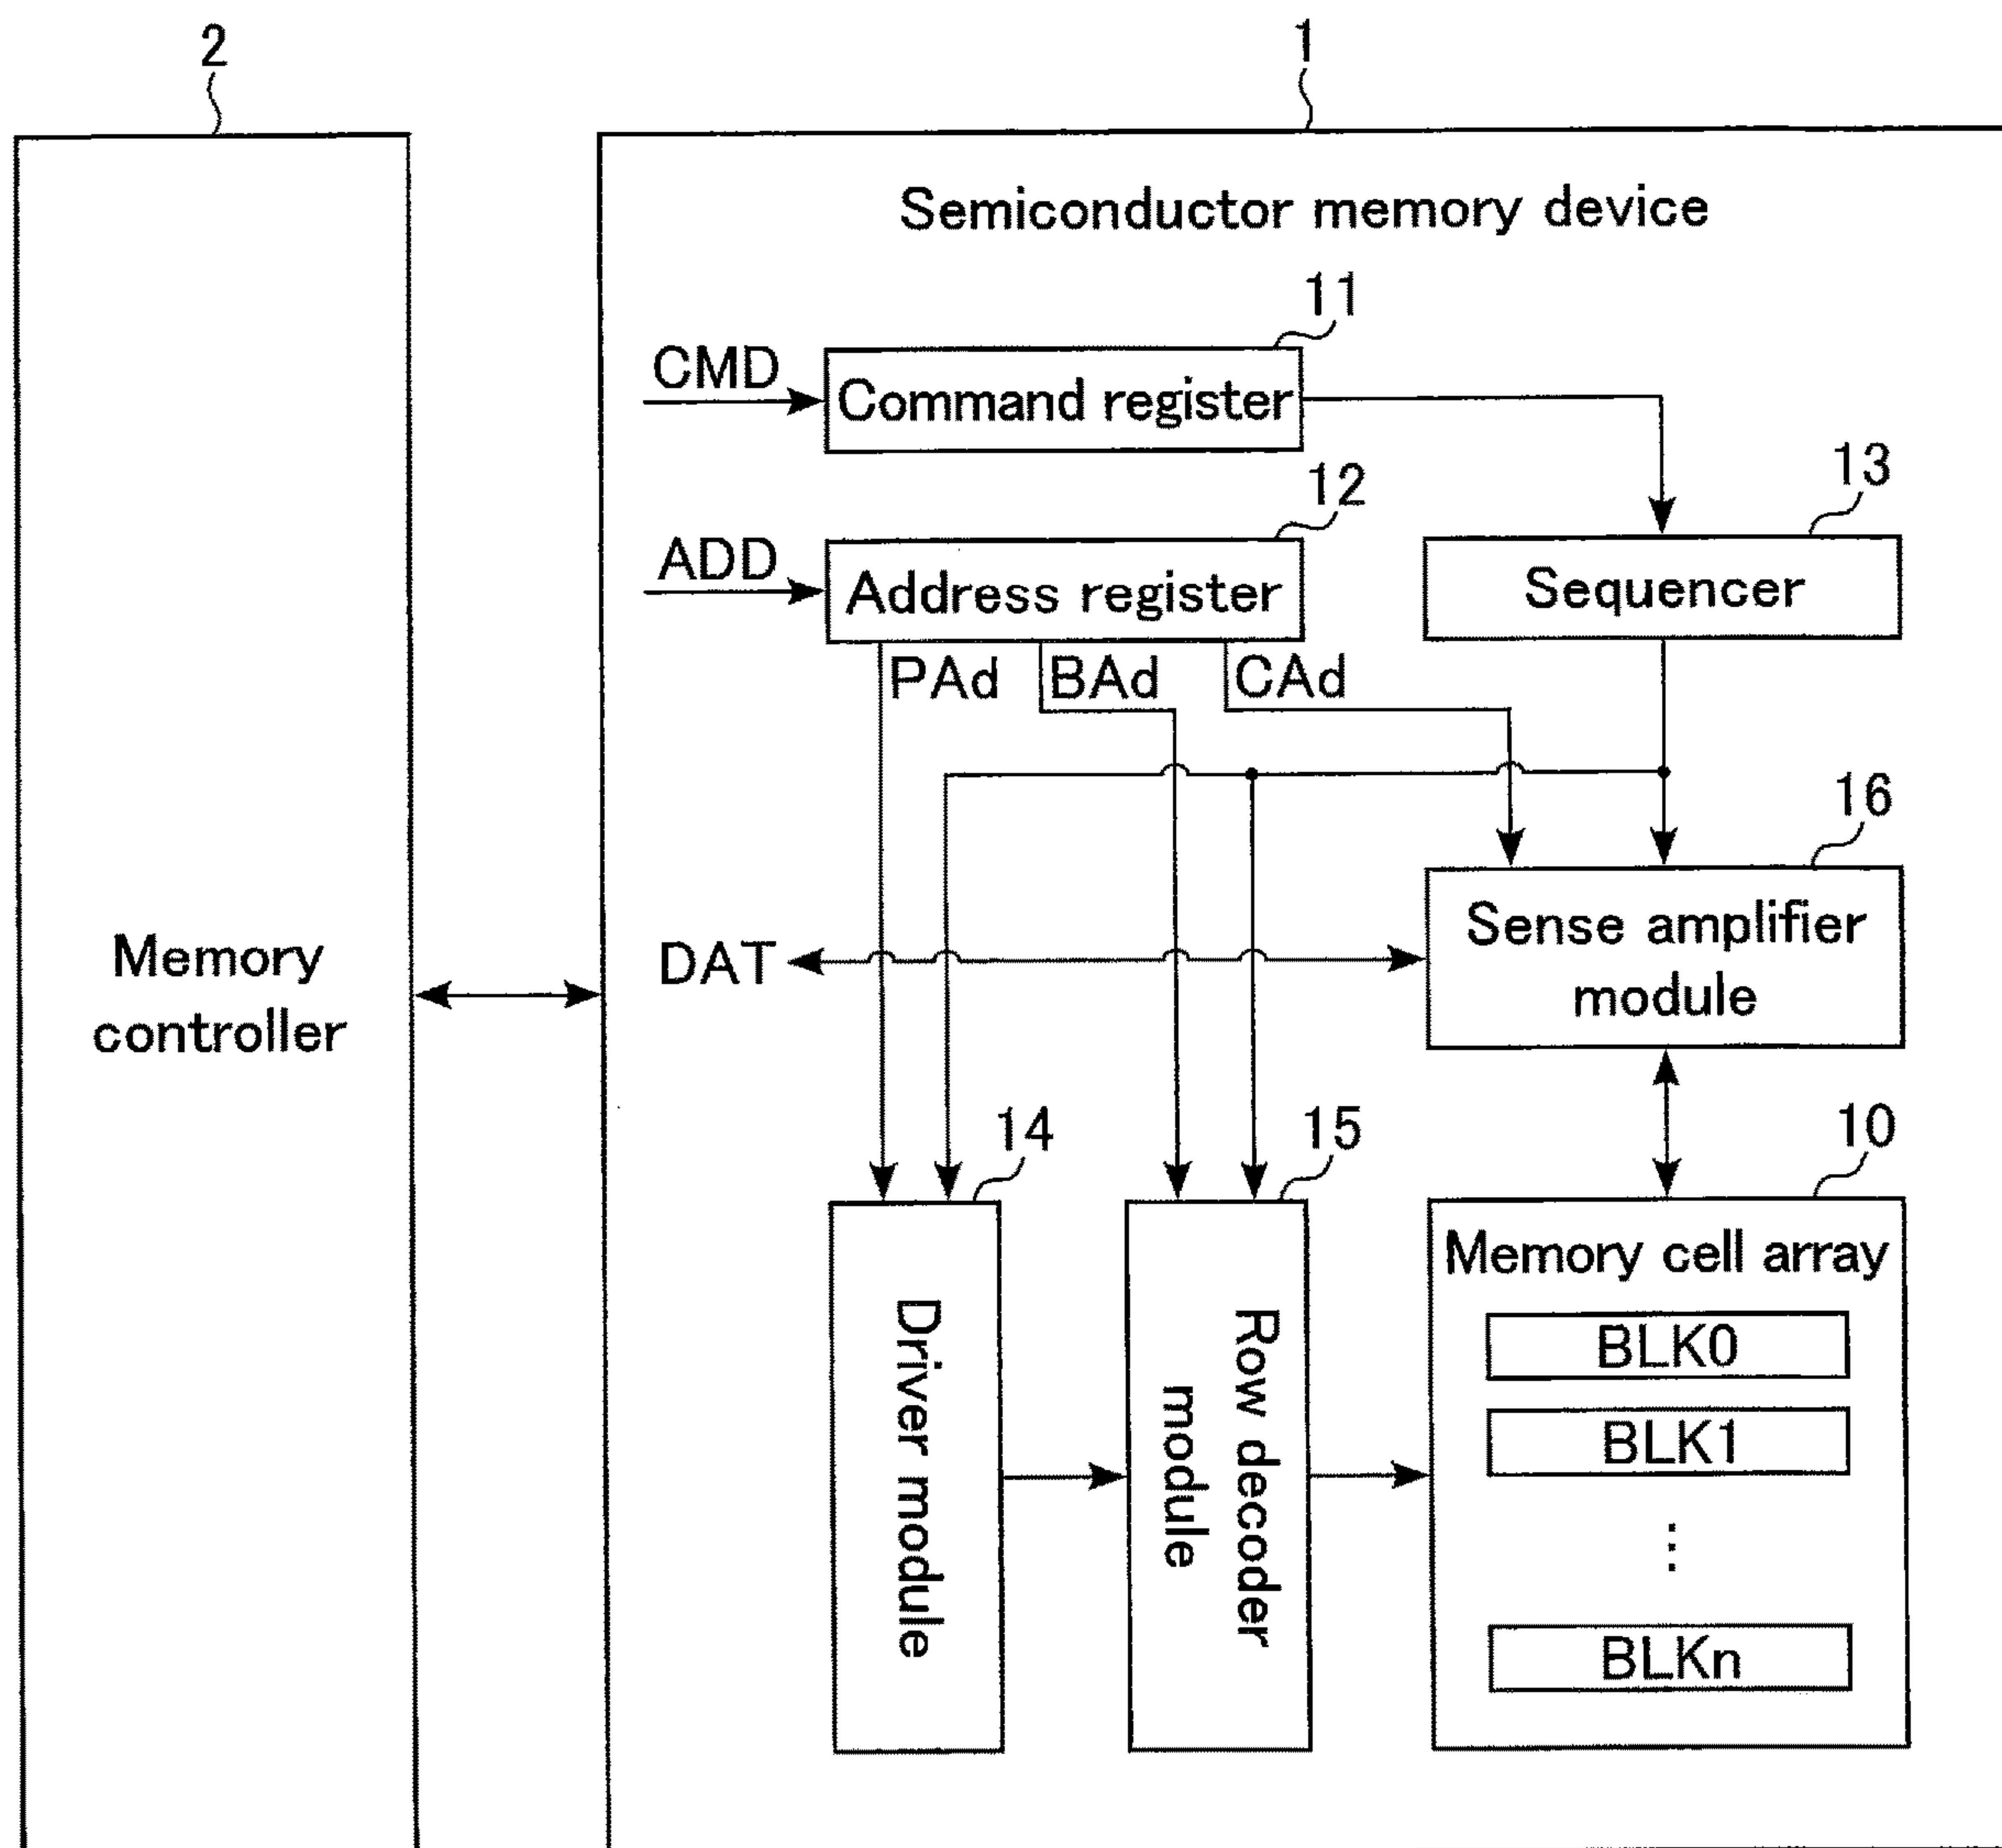 2
1
Semiconductor memory device
11
CMD
Command register
12
13
ADD
Address register
Sequencer
PAd
BAd
CAd
16
Memory
controller
DAT
Sense amplifier
module
14
15
10
Driver module
Row decoder
module
Memory cell array
BLK0
BLK1
⋮
BLKn